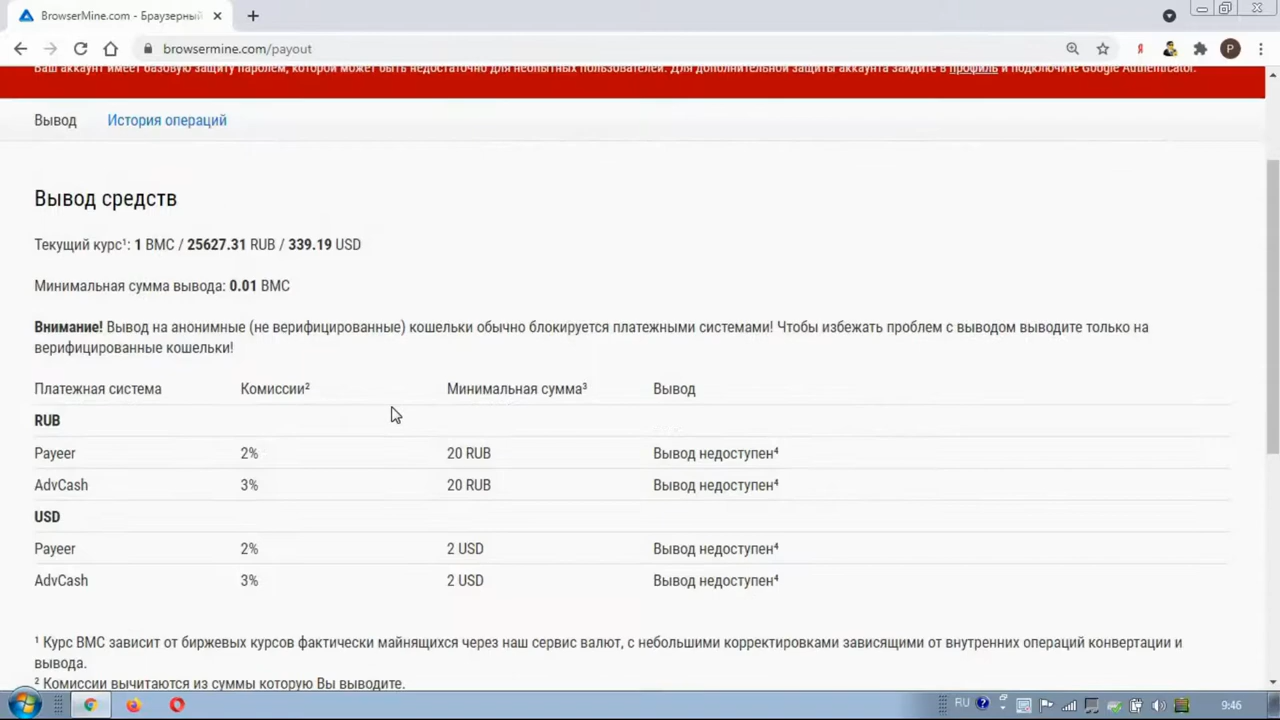 BrowserMine.com - Браузерный
browsermine.com/payout
Я
P
Ваш аккаунт имеет базовую защиту паролем, которой может быть недостаточно для неопытных пользователей. Для дополнительной защиты аккаунта зайдите в профиль и подключите Google Authenticator.
Вывод История операций
Вывод средств
Текущий курс¹: 1 BMC / 25627.31 RUB / 339.19 USD
Минимальная сумма вывода: 0.01 BMC
Внимание! Вывод на анонимные (не верифицированные) кошельки обычно блокируется платежными системами! Чтобы избежать проблем с выводом выводите только на
верифицированные кошельки!
Платежная система Комиссии² Минимальная сумма³ Вывод
RUB
Payeer 2% 20 RUB Вывод недоступен⁴
AdvCash 3% 20 RUB Вывод недоступен⁴
USD
Payeer 2% 2 USD Вывод недоступен⁴
AdvCash 3% 2 USD Вывод недоступен⁴
¹ Курс BMC зависит от биржевых курсов фактически майнящихся через наш сервис валют, с небольшими корректировками зависящими от внутренних операций конвертации и
вывода.
² Комиссии вычитаются из суммы которую Вы выводите.
RU 9:46